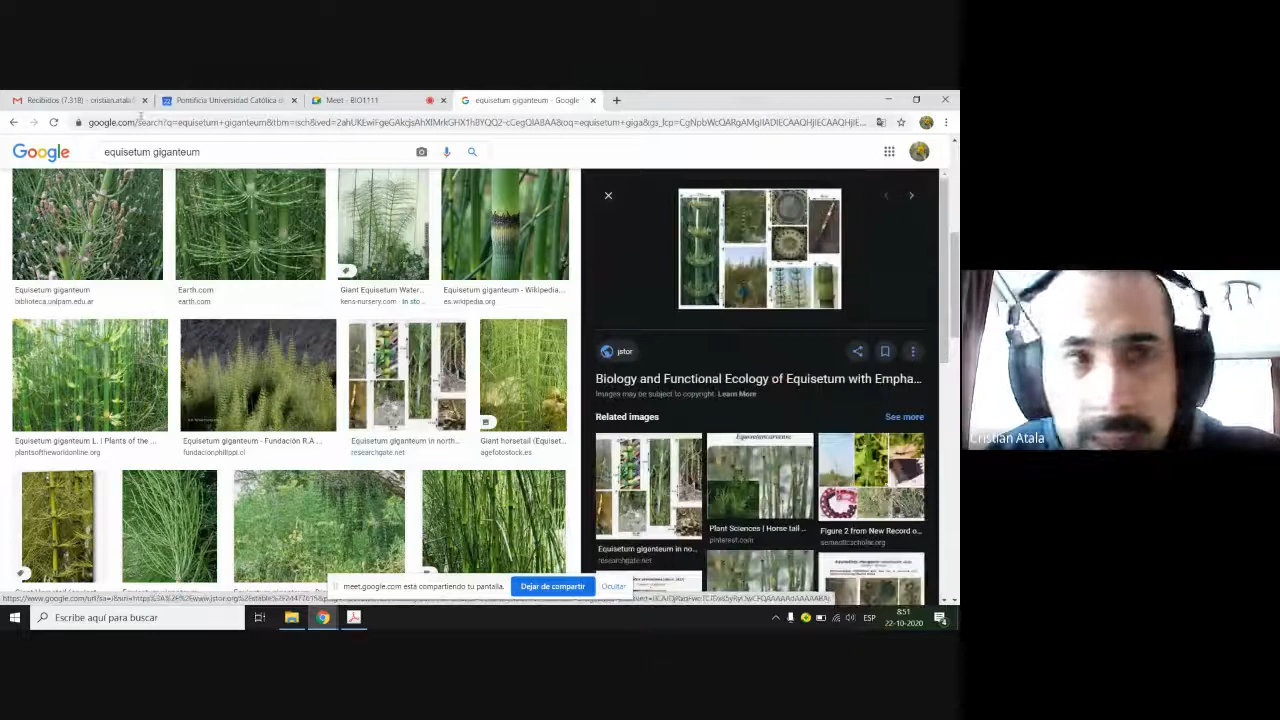 Recibidos (7.318) - cristian.atala
Pontificia Universidad Católica d
Meet - BIO1111
equisetum giganteum - Google
Google
equisetum giganteum
Equisetum giganteum
biblioteca.unlpam.edu.ar
Earth.com
earth.com
Giant Equisetum Water...
kens-nursery.com · In sto...
Equisetum giganteum - Wikipedia...
es.wikipedia.org
jstor
Biology and Functional Ecology of Equisetum with Empha...
Images may be subject to copyright. Learn More
Related images
See more
Equisetum giganteum L. | Plants of the ...
plantsoftheworldonline.org
Equisetum giganteum - Fundación R.A ...
fundacionphilippi.cl
Equisetum giganteum in north...
researchgate.net
Giant horsetail (Equiset...
agefotostock.es
Cristian Atala
Equisetum giganteum in no...
researchgate.net
Plant Sciences | Horse tail ...
pinterest.com
Figure 2 from New Record o...
semanticscholar.org
meet.google.com está compartiendo tu pantalla.
Dejar de compartir
Ocultar
Escribe aquí para buscar
ESP
8:51
22-10-2020